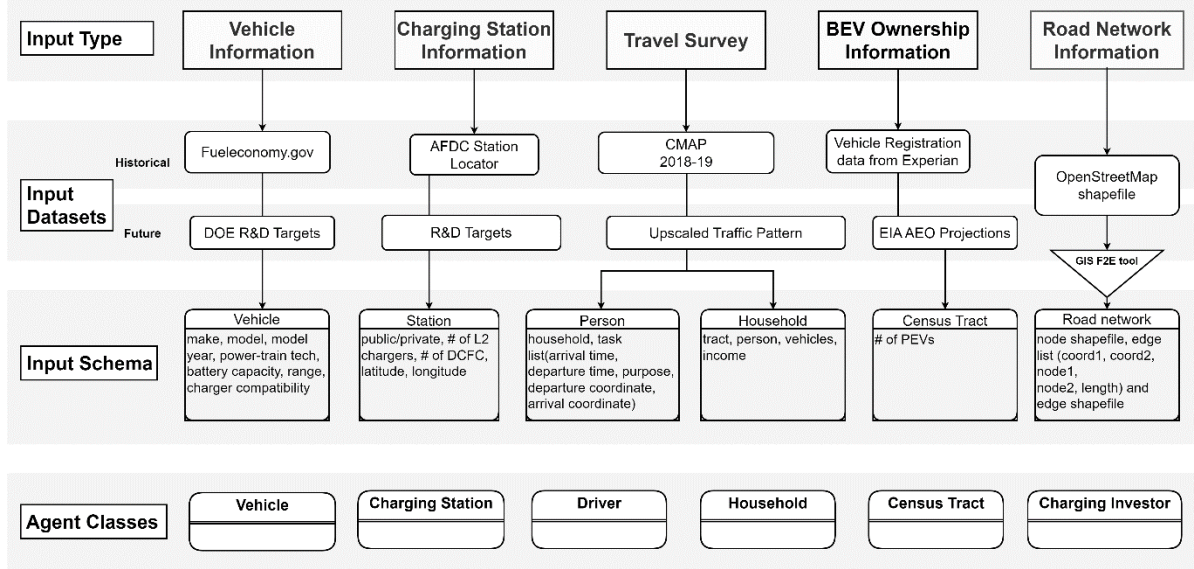 Input Type
Vehicle
Information
Charging Station
Information
Travel Survey
BEV Ownership
Information
Road Network
Information
Input
Datasets
Historical
Future
Fueleconomy.gov
AFDC Station
Locator
CMAP
2018-19
Vehicle Registration
data from Experian
OpenStreetMap
shapefile
DOE R&D Targets
R&D Targets
Upscaled Traffic Pattern
EIA AEO Projections
GIS F2E tool
Input Schema
Vehicle
make, model, model
year, power-train tech,
battery capacity, range,
charger compatibility
Station
public/private, # of L2
chargers, # of DCFC,
latitude, longitude
Person
household, task
list(arrival time,
departure time, purpose,
departure coordinate,
arrival coordinate)
Household
tract, person, vehicles,
income
Census Tract
# of PEVs
Road network
node shapefile, edge
list (coord1, coord2,
node1,
node2, length) and
edge shapefile
Agent Classes
Vehicle
Charging Station
Driver
Household
Census Tract
Charging Investor